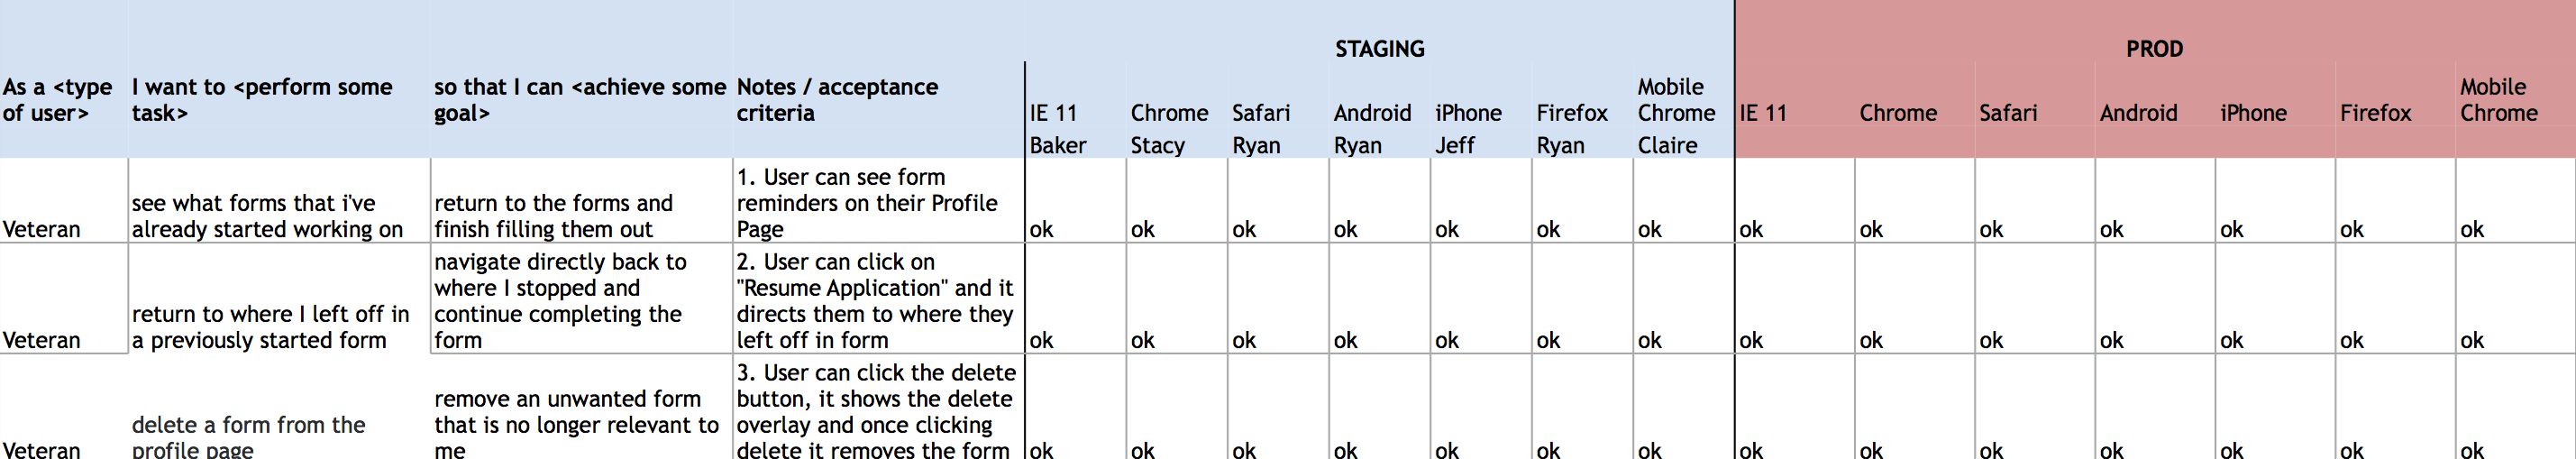 STAGING PROD
As a <type of user> I want to <perform some task> so that I can <achieve some goal> Notes / acceptance criteria IE 11 Chrome Safari Android iPhone Firefox Mobile Chrome IE 11 Chrome Safari Android iPhone Firefox Mobile Chrome
Baker Stacy Ryan Ryan Jeff Ryan Claire
Veteran
see what forms that i've
already started working on
return to the forms and
finish filling them out
1. User can see form
reminders on their Profile
Page
ok ok ok ok ok ok ok ok ok ok ok ok ok ok
Veteran
return to where I left off in
a previously started form
navigate directly back to
where I stopped and
continue completing the
form
2. User can click on
"Resume Application" and it
directs them to where they
left off in form
ok ok ok ok ok ok ok ok ok ok ok ok ok ok
Veteran
delete a form from the
profile page
remove an unwanted form
that is no longer relevant to
me
3. User can click the delete
button, it shows the delete
overlay and once clicking
delete it removes the form
ok ok ok ok ok ok ok ok ok ok ok ok ok ok